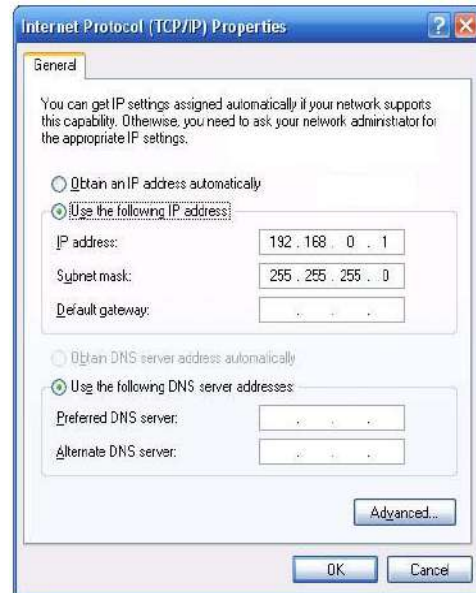 Internet Protocol (TCP/IP) Properties
General
You can get IP settings assigned automatically if your network supports
this capability. Otherwise, you need to ask your network administrator for
the appropriate IP settings.
Obtain an IP address automatically
Use the following IP address:
IP address: 192 . 168 . 0 . 1
Subnet mask: 255 . 255 . 255 . 0
Default gateway: . . .
Obtain DNS server address automatically
Use the following DNS server addresses:
Preferred DNS server: . . .
Alternate DNS server: . . .
Advanced...
OK Cancel